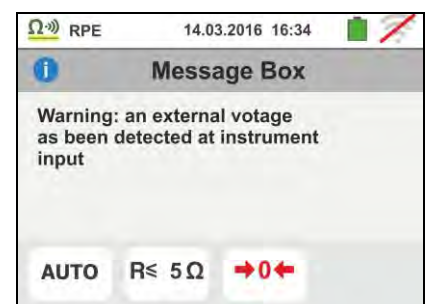 Ω RPE 14.03.2016 16:34
Message Box
Warning: an external votage
as been detected at instrument
input
AUTO R≤ 5 Ω ➔0←